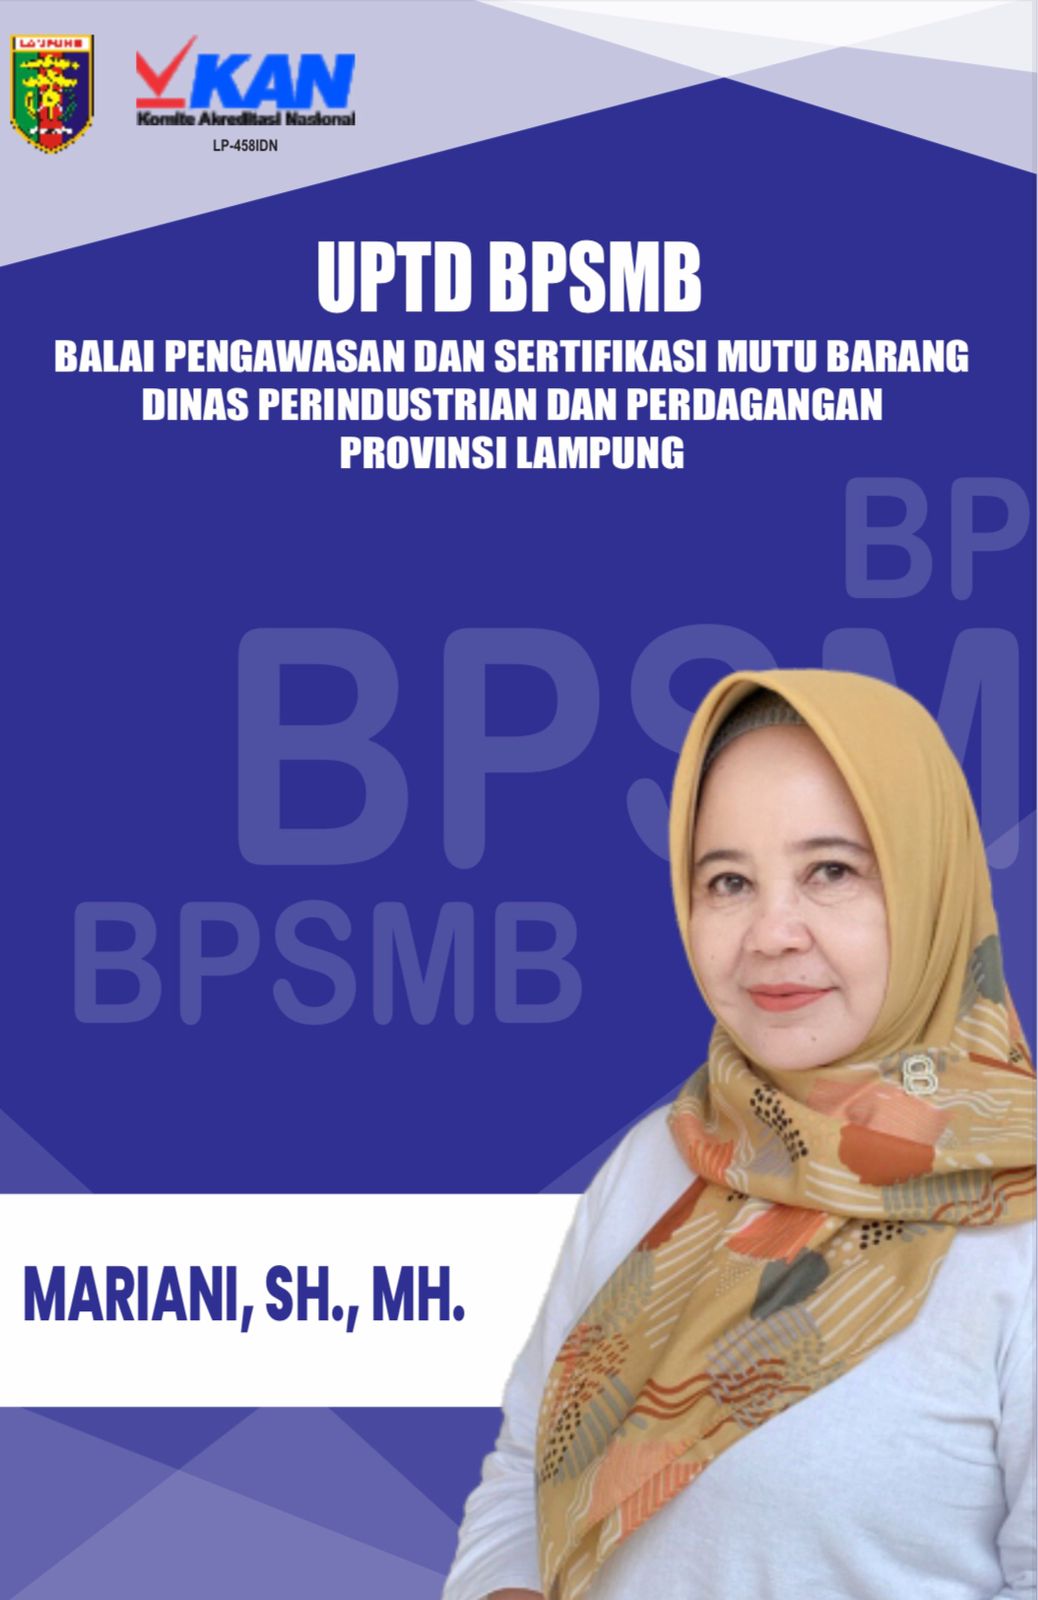 LAMPUNG
KAN
Komite Akreditasi Nasional
LP-458IDN
UPTD BPSMB
BALAI PENGAWASAN DAN SERTIFIKASI MUTU BARANG
DINAS PERINDUSTRIAN DAN PERDAGANGAN
PROVINSI LAMPUNG
BP
BPSM
BPSMB
MARIANI, SH., MH.